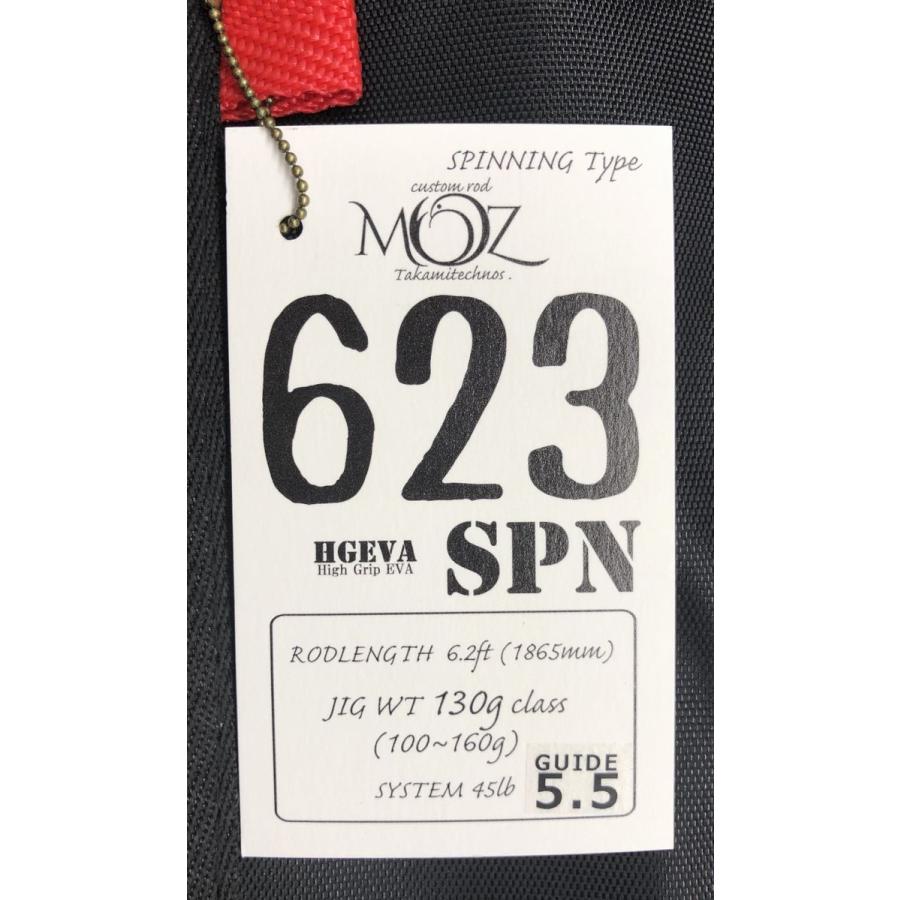 SPINNING Type
custom rod
MOZ
Takamitechnos.
623
HGEVA
High Grip EVA
SPN
RODLENGTH 6.2ft (1865mm)
JIG WT 130g class
(100~160g)
SYSTEM 45lb
GUIDE
5.5